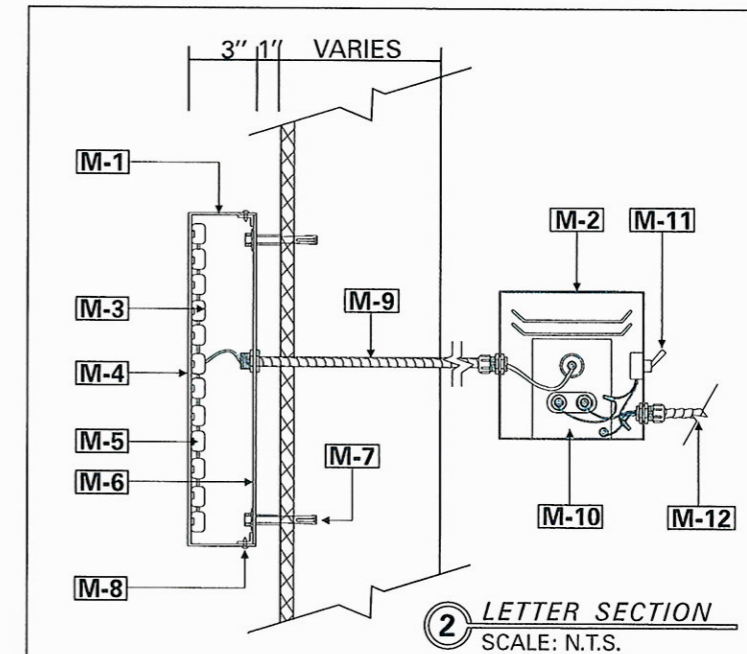 3" 1" VARIES
M-1
M-2 M-11
M-3 M-9
M-4
M-5
M-6 M-7
M-10 M-12
M-8
2 LETTER SECTION
SCALE: N.T.S.